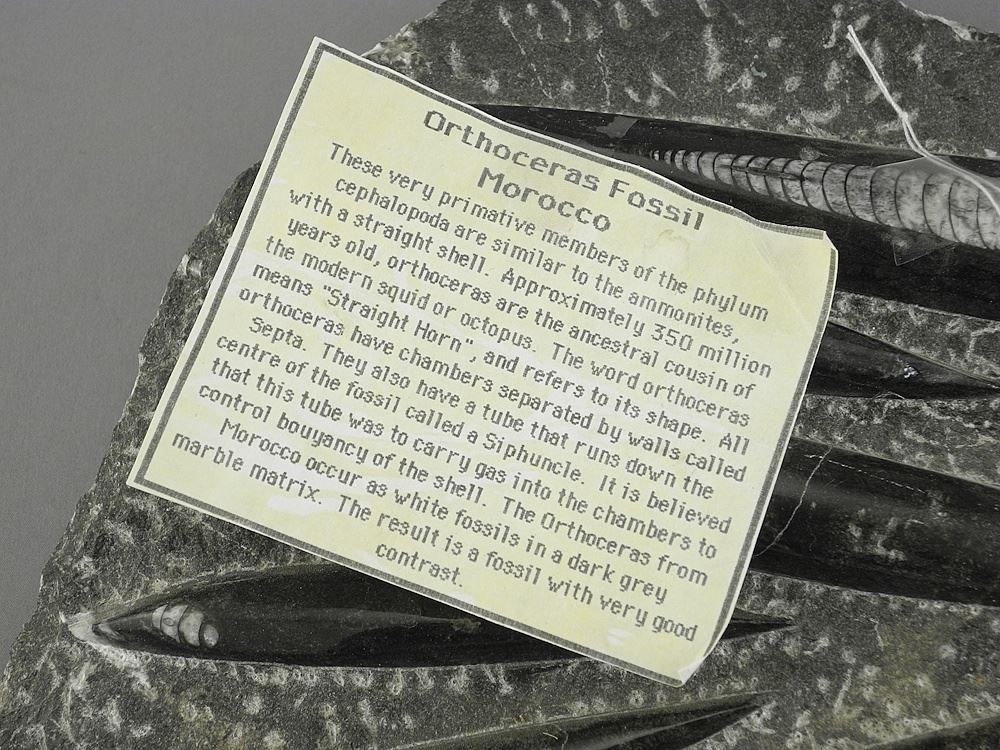 Orthoceras Fossil
Morocco
These very primative members of the phylum
cephalopoda are similar to the ammonites,
with a straight shell. Approximately 350 million
years old, orthoceras are the ancestral cousin of
the modern squid or octopus. The word orthoceras
means "Straight Horn", and refers to its shape. All
orthoceras have chambers separated by walls called
Septa. They also have a tube that runs down the
centre of the fossil called a Siphuncle. It is believed
that this tube was to carry gas into the chambers to
control bouyancy of the shell. The Orthoceras from
Morocco occur as white fossils in a dark grey
marble matrix. The result is a fossil with very good
contrast.